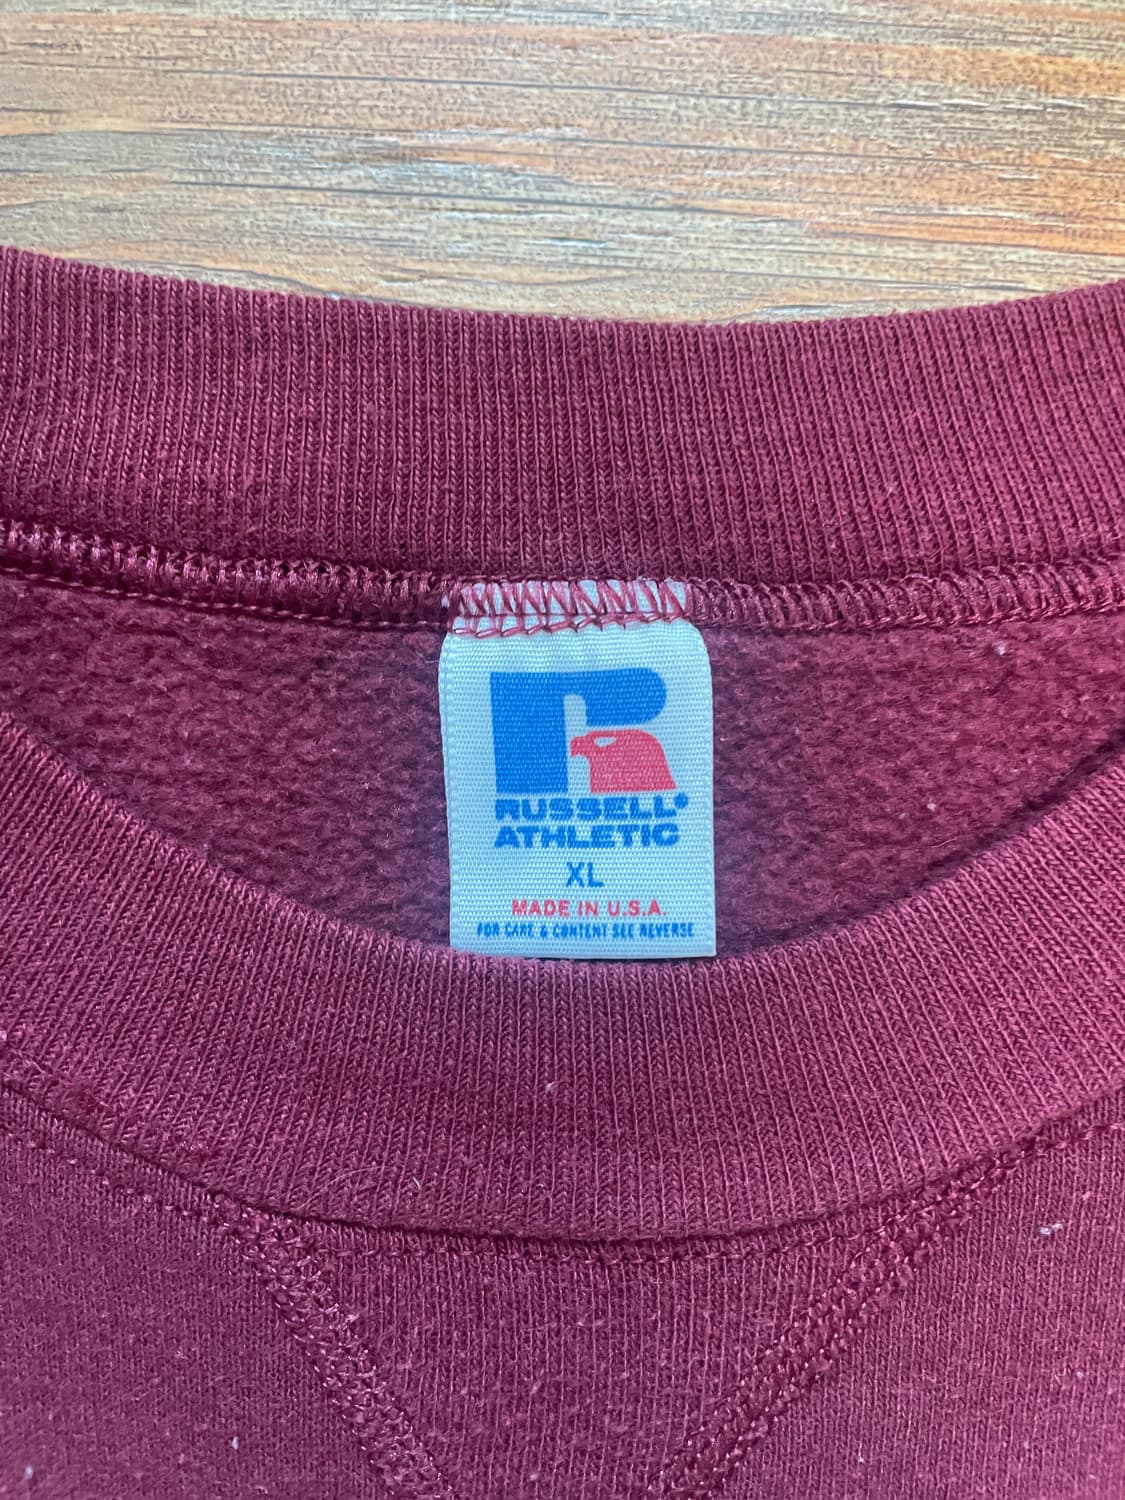 RUSSELL®
ATHLETIC
XL
MADE IN U.S.A.
FOR CARE & CONTENT SEE REVERSE